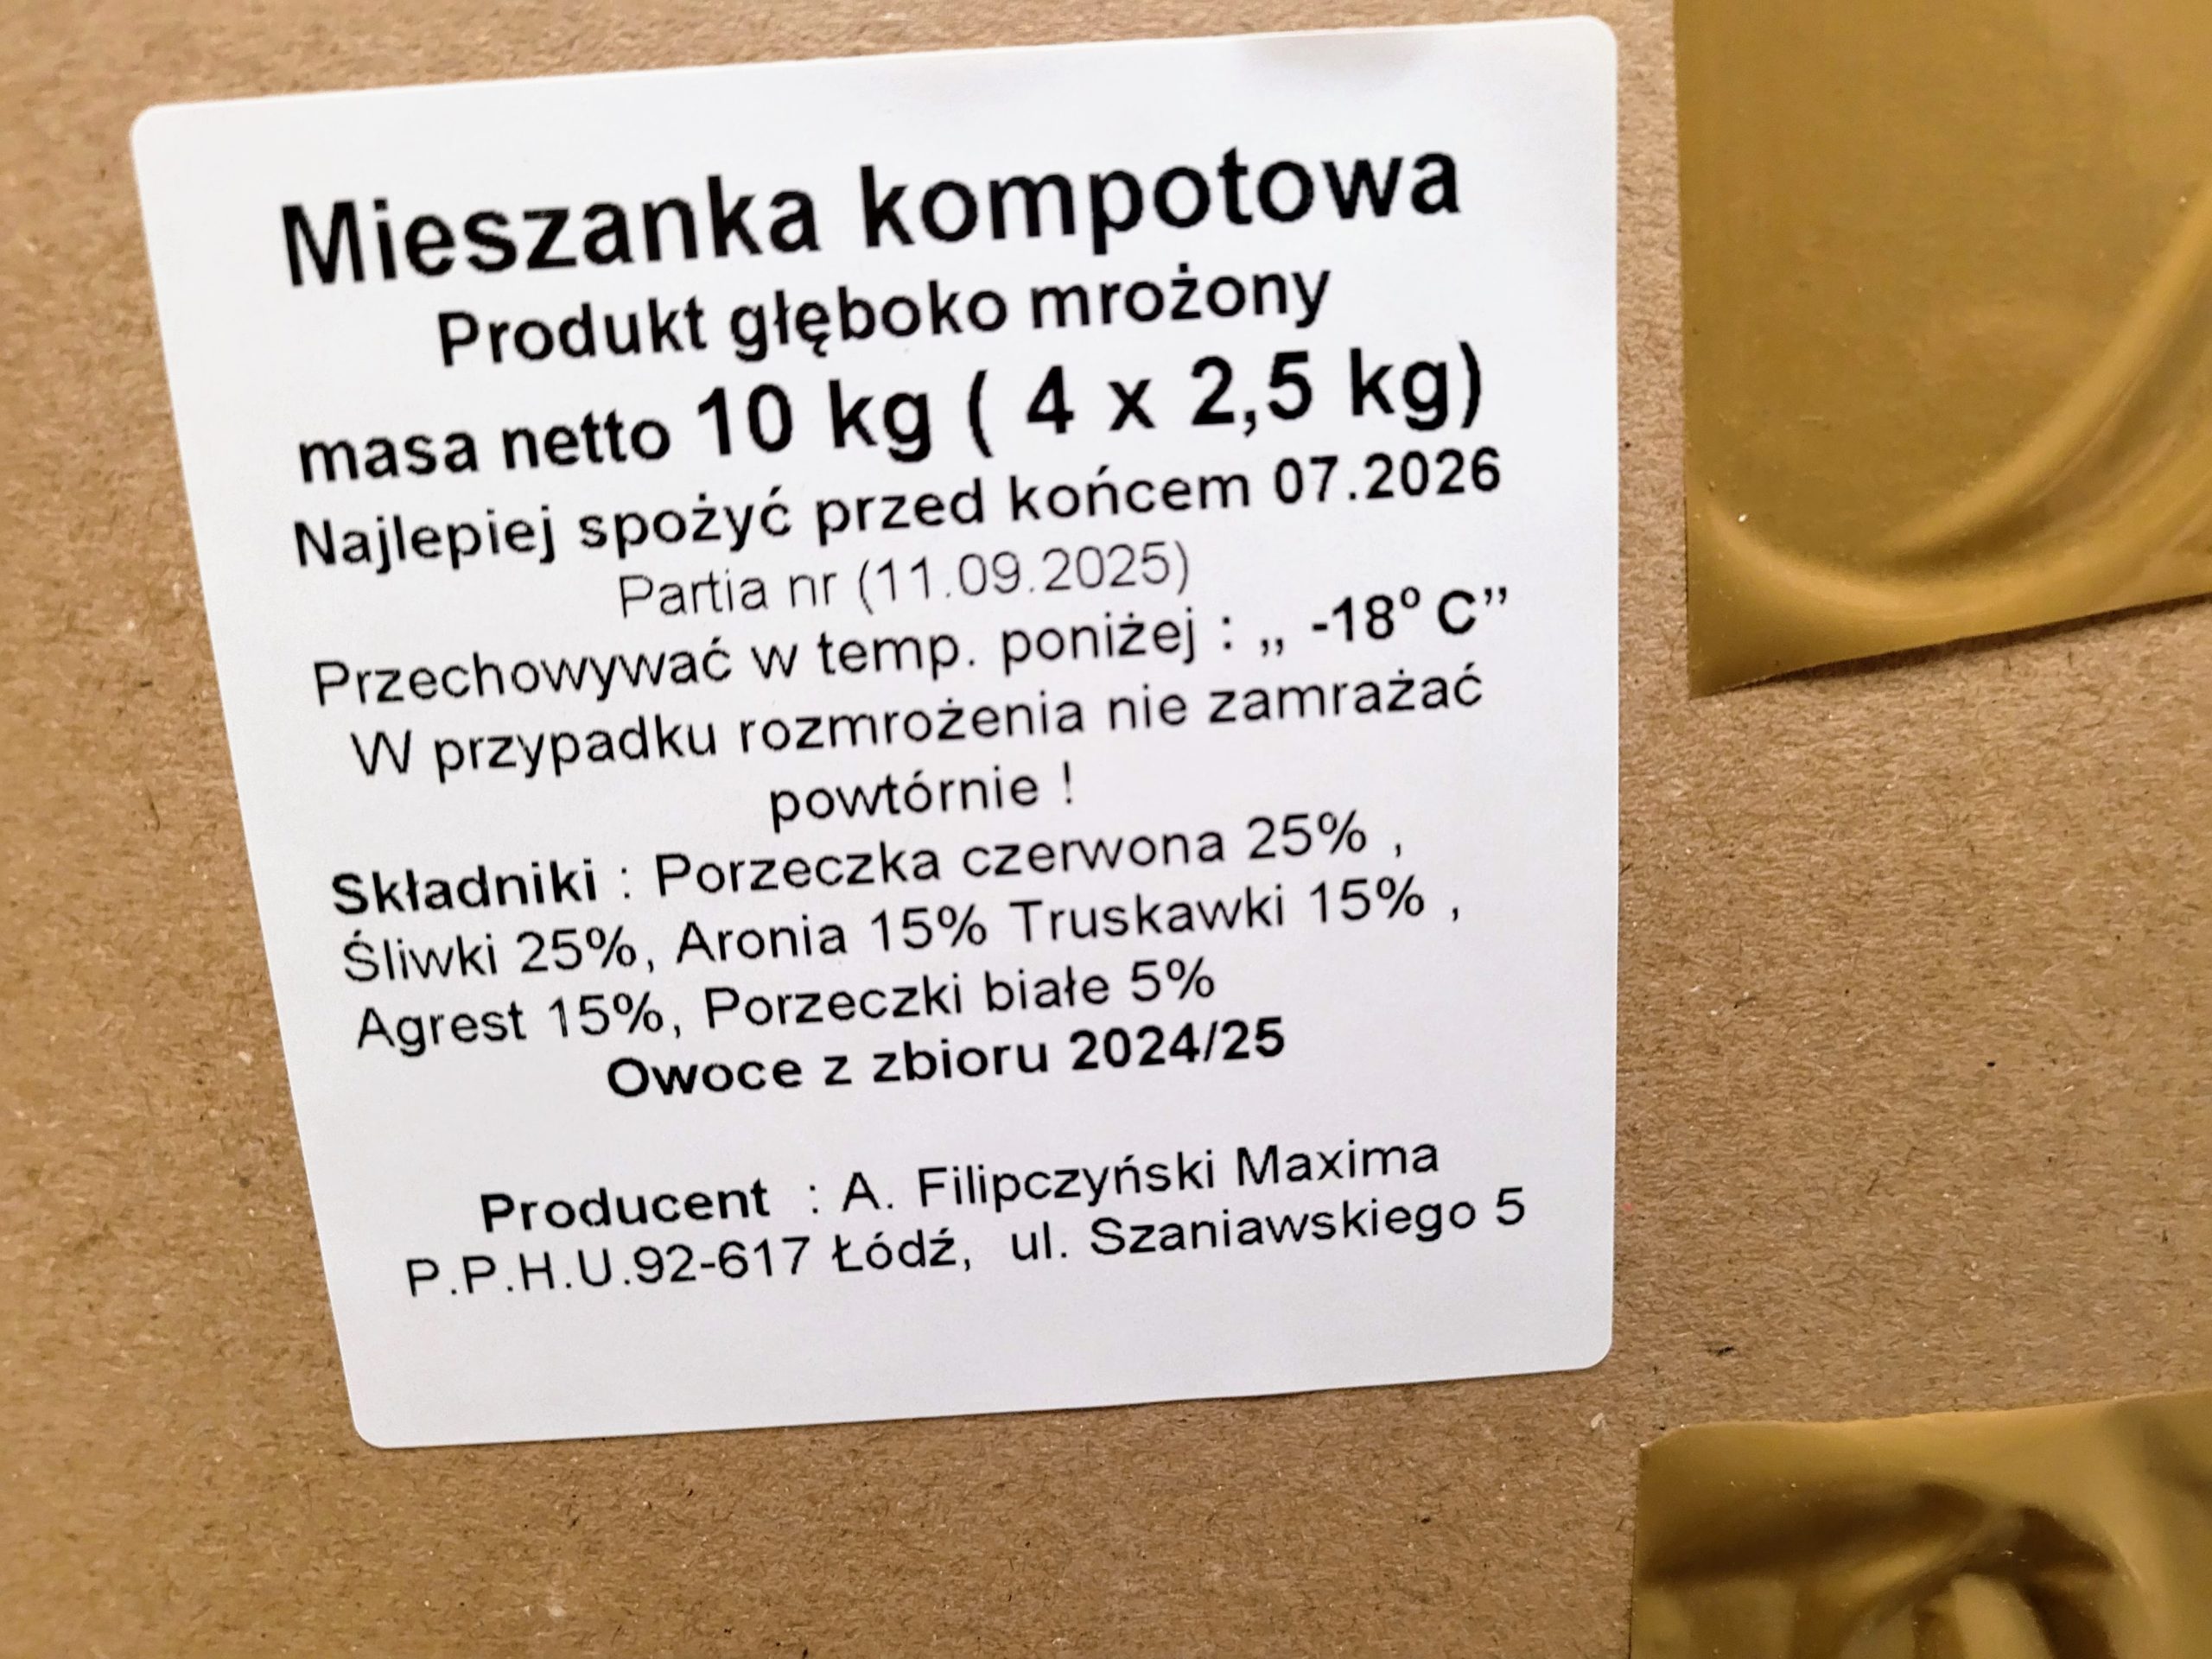 Mieszanka kompotowa
Produkt głęboko mrożony
masa netto 10 kg ( 4 x 2,5 kg)
Najlepiej spożyć przed końcem 07.2026
Partia nr (11.09.2025)
Przechowywać w temp. poniżej : „ -18° C”
W przypadku rozmrożenia nie zamrażać
powtórnie !
Składniki : Porzeczka czerwona 25% ,
Śliwki 25%, Aronia 15% Truskawki 15% ,
Agrest 15%, Porzeczki białe 5%
Owoce z zbioru 2024/25
Producent : A. Filipczyński Maxima
P.P.H.U.92-617 Łódź, ul. Szaniawskiego 5